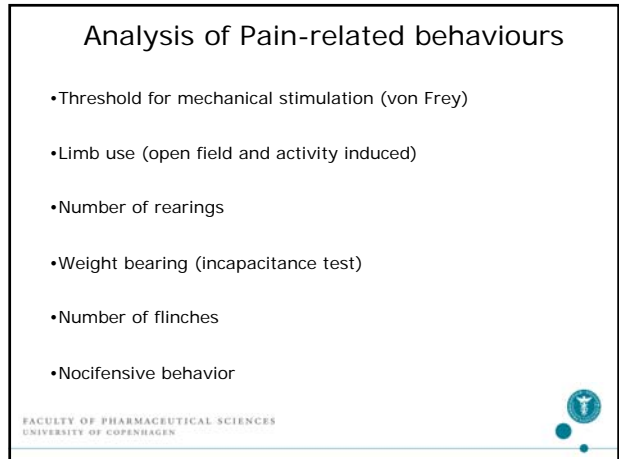 Analysis of Pain-related behaviours
•Threshold for mechanical stimulation (von Frey)
•Limb use (open field and activity induced)
•Number of rearings
•Weight bearing (incapacitance test)
•Number of flinches
•Nocifensive behavior
FACULTY OF PHARMACEUTICAL SCIENCES
UNIVERSITY OF COPENHAGEN